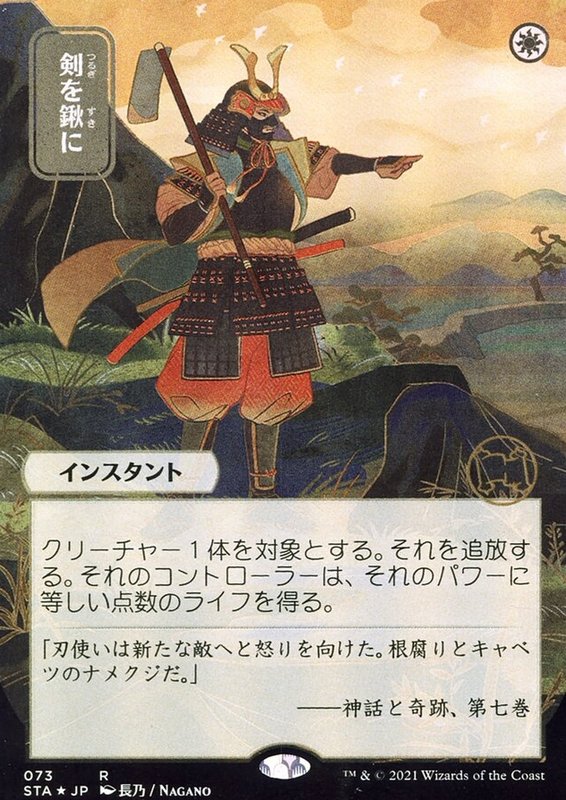 剣を鍬に
つるぎ
すき
インスタント
クリーチャー１体を対象とする。それを追放す
る。それのコントローラーは、それのパワーに
等しい点数のライフを得る。
「刃使いは新たな敵へと怒りを向けた。根腐りとキャベ
ツのナメクジだ。」
――神話と奇跡、第七巻
073 R
STA ★ JP 長乃 / NAGANO
™ & © 2021 Wizards of the Coast